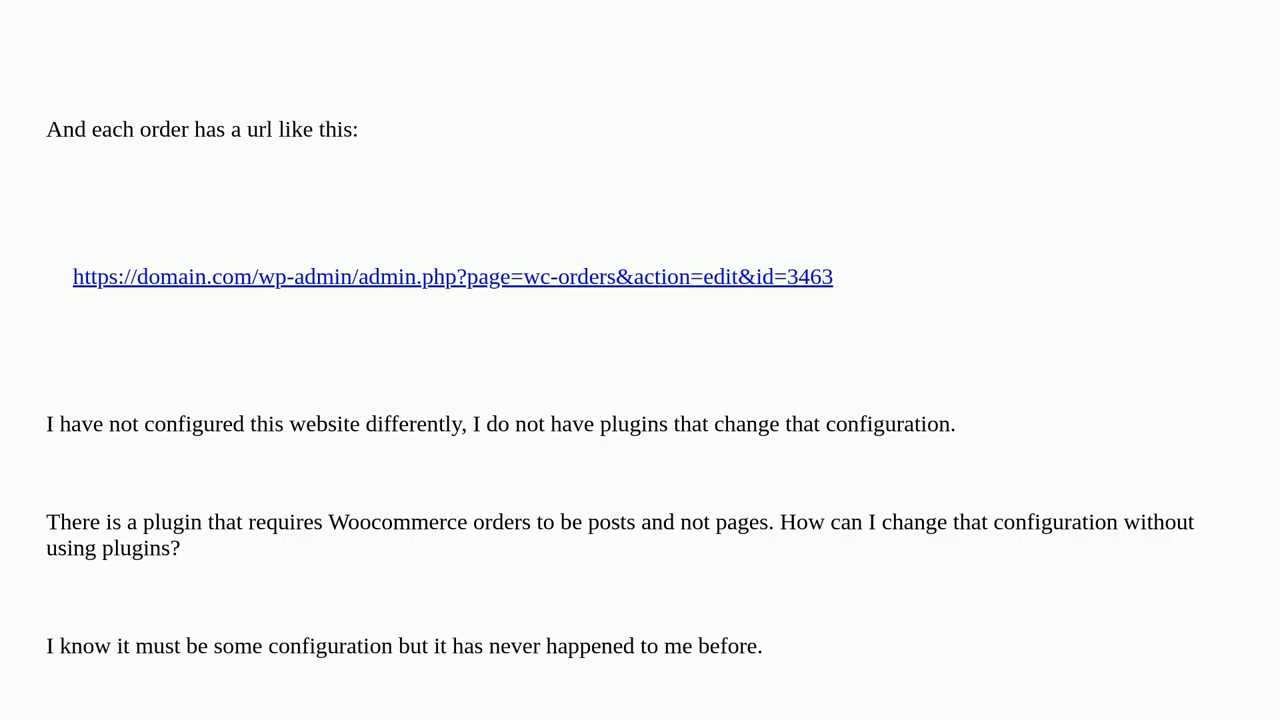 And each order has a url like this:
https://domain.com/wp-admin/admin.php?page=wc-orders&action=edit&id=3463
I have not configured this website differently, I do not have plugins that change that configuration.
There is a plugin that requires Woocommerce orders to be posts and not pages. How can I change that configuration without
using plugins?
I know it must be some configuration but it has never happened to me before.